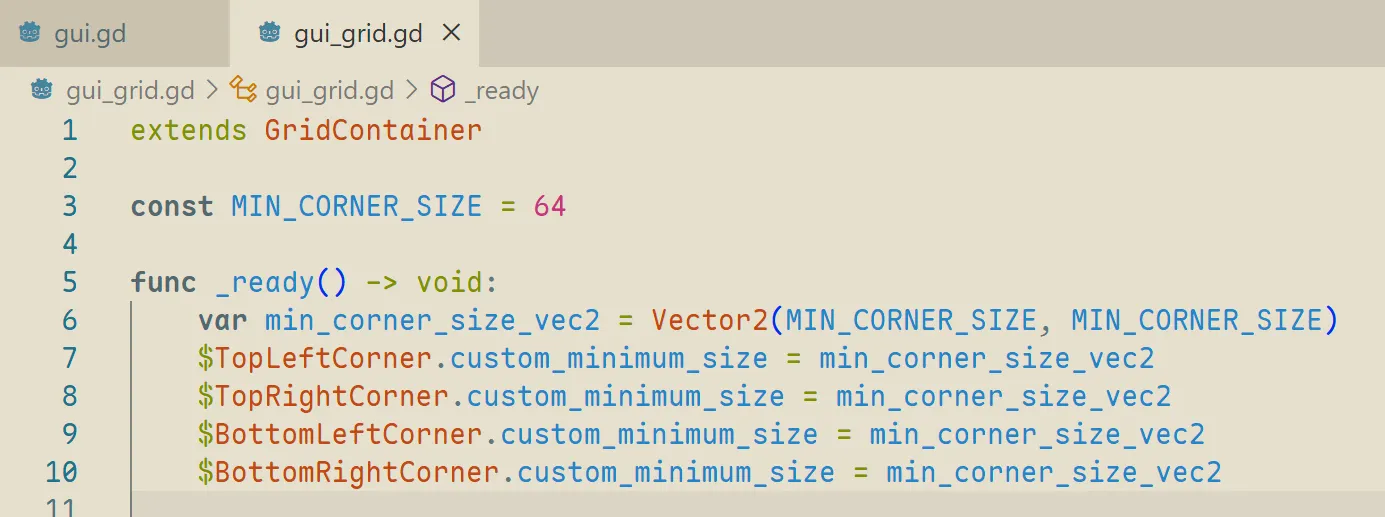 gui.gd gui_grid.gd
gui_grid.gd > gui_grid.gd > _ready
1 extends GridContainer
2
3 const MIN_CORNER_SIZE = 64
4
5 func _ready() -> void:
6 var min_corner_size_vec2 = Vector2(MIN_CORNER_SIZE, MIN_CORNER_SIZE)
7 $TopLeftCorner.custom_minimum_size = min_corner_size_vec2
8 $TopRightCorner.custom_minimum_size = min_corner_size_vec2
9 $BottomLeftCorner.custom_minimum_size = min_corner_size_vec2
10 $BottomRightCorner.custom_minimum_size = min_corner_size_vec2
11